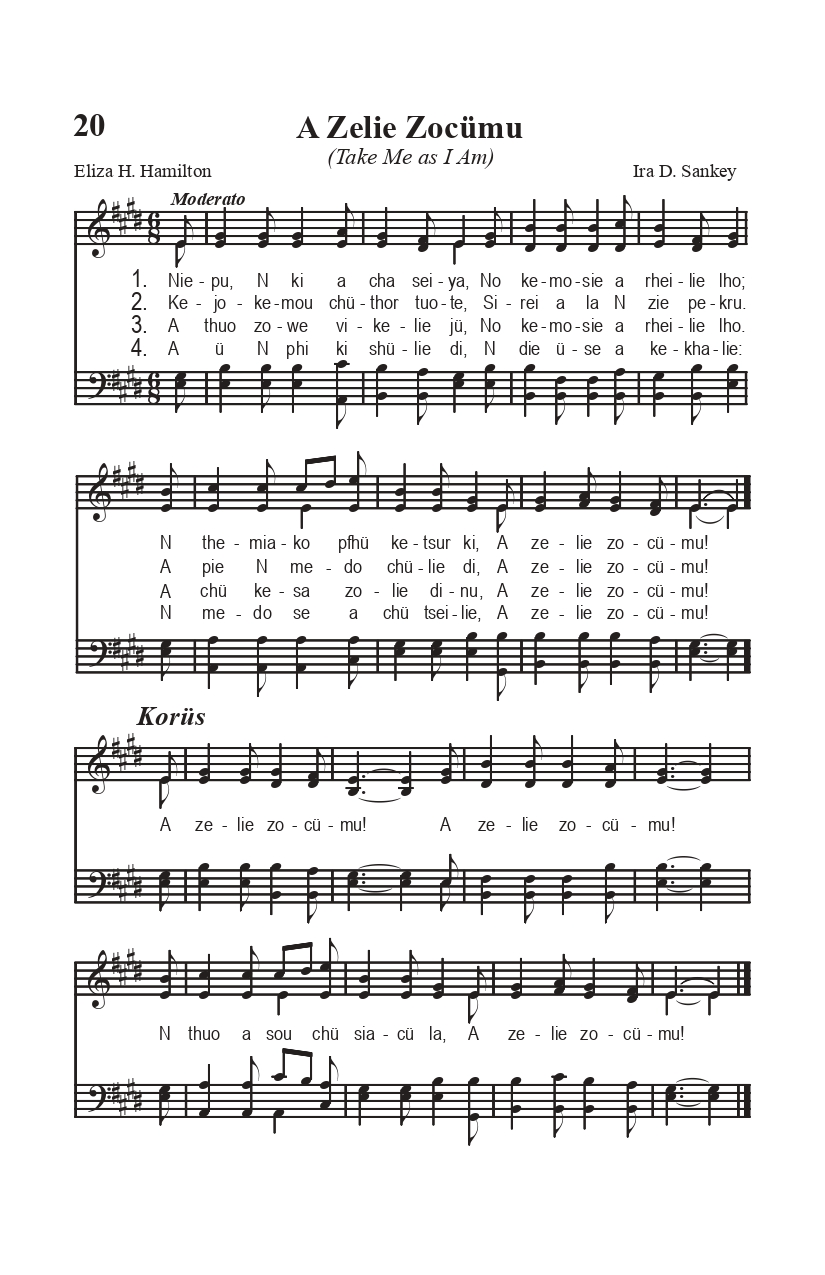 20
A Zelie Zocümu
(Take Me as I Am)
Eliza H. Hamilton
Ira D. Sankey
Moderato
1. Nie - pu, N ki a cha sei - ya, No ke - mo - sie a rhei - lie lho;
2. Ke - jo - ke - mou chü - thor tuo - te, Si - rei a la N zie pe - kru.
3. A thuo zo - we vi - ke - lie jü, No ke - mo - sie a rhei - lie lho.
4. A ü N phi ki shü - lie di, N die ü - se a ke - kha - lie:
N the - mia - ko pfhü ke - tsur ki, A ze - lie zo - cü - mu!
A pie N me - do chü - lie di, A ze - lie zo - cü - mu!
A chü ke - sa zo - lie di - nu, A ze - lie zo - cü - mu!
N me - do se a chü tsei - lie, A ze - lie zo - cü - mu!
Korüs
A ze - lie zo - cü - mu! A ze - lie zo - cü - mu!
N thuo a sou chü sia - cü la, A ze - lie zo - cü - mu!